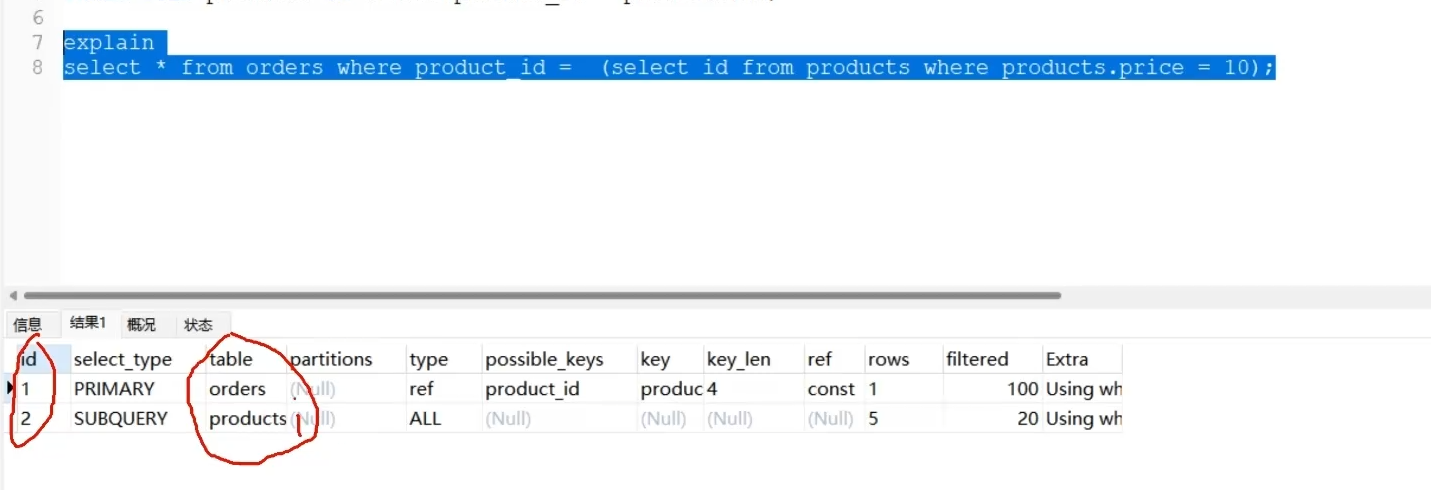 6
7 explain
8 select * from orders where product_id =  (select id from products where products.price = 10);
信息 结果1 概况 状态
id select_type table partitions type possible_keys key key_len ref rows filtered Extra
1 PRIMARY orders (Null) ref product_id produc 4 const 1 100 Using wh
2 SUBQUERY products (Null) ALL (Null) (Null) (Null) (Null) 5 20 Using wh